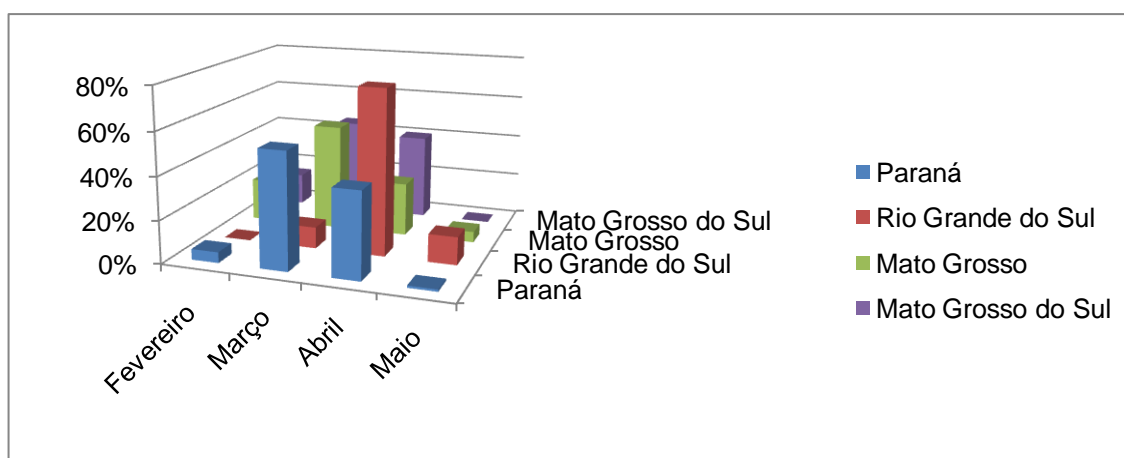 80%
60%
40%
20%
0%
Fevereiro
Março
Abril
Maio
Mato Grosso do Sul
Mato Grosso
Rio Grande do Sul
Paraná
Paraná
Rio Grande do Sul
Mato Grosso
Mato Grosso do Sul